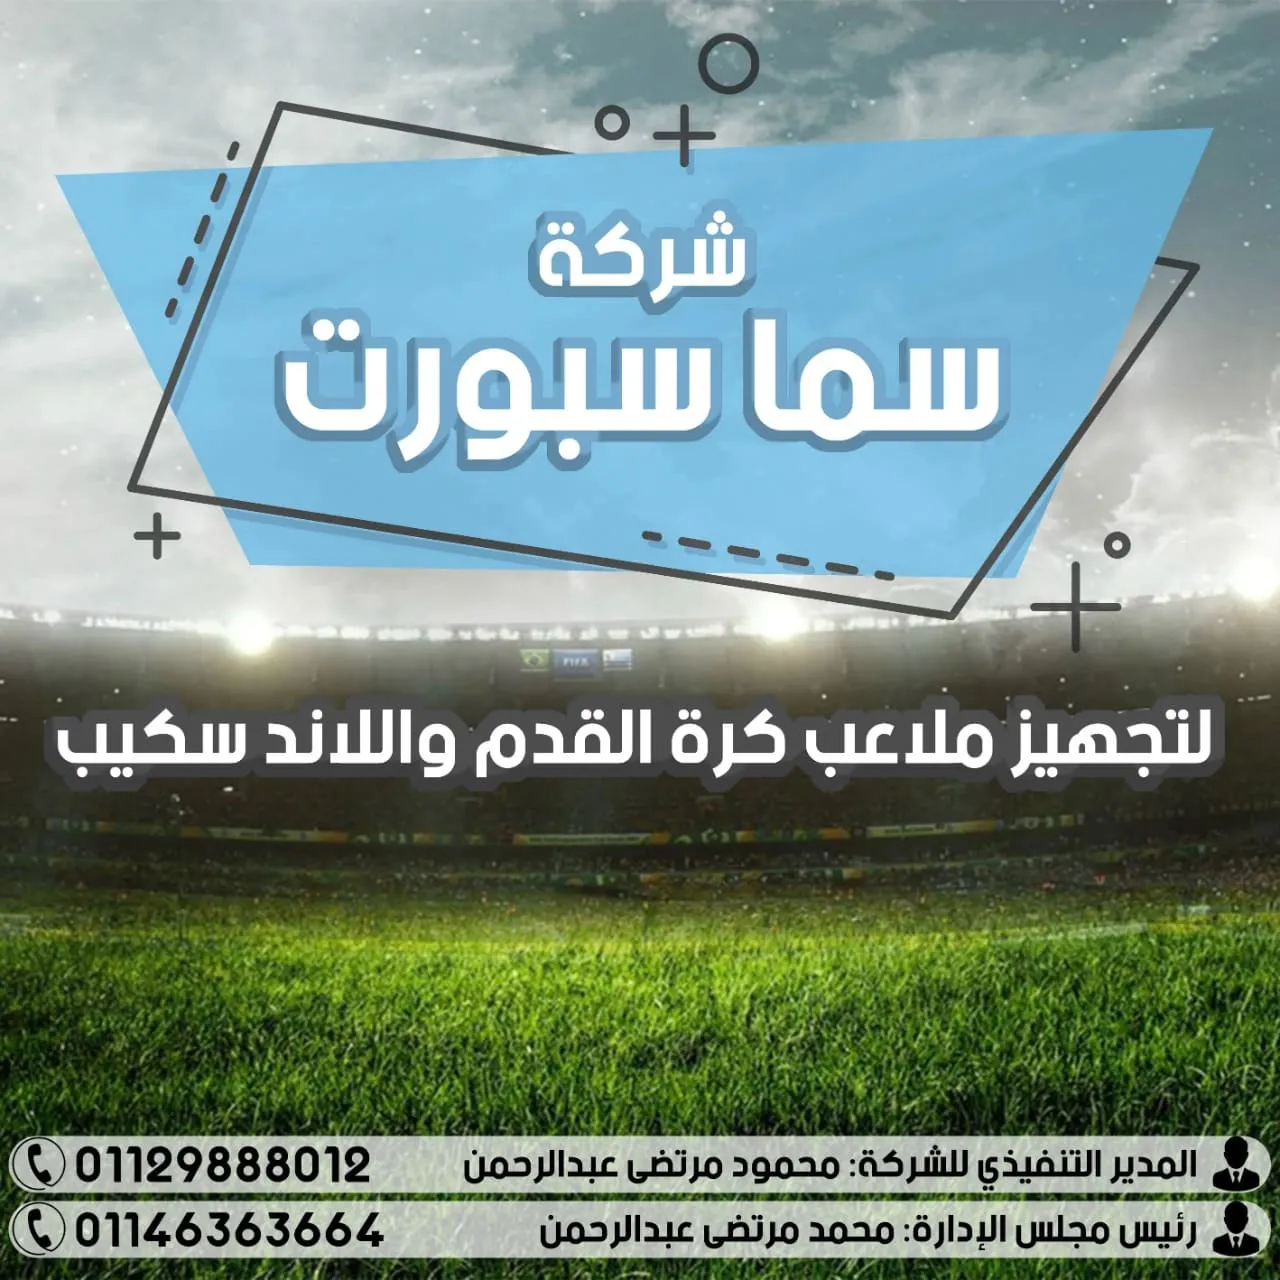 شركة
سما سبورت
FIFA
لتجهيز ملاعب كرة القدم واللاند سكيب
المدير التنفيذي للشركة: محمود مرتضى عبدالرحمن 01129888012
رئيس مجلس الإدارة: محمد مرتضى عبدالرحمن 01146363664